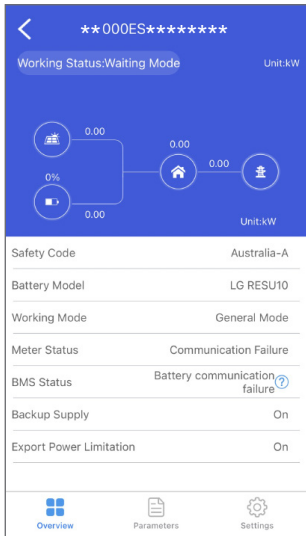 **000ES********
Working Status:Waiting Mode
Unit:kW
0.00
0.00
0%
0.00
0.00
Unit:kW
Safety Code Australia-A
Battery Model LG RESU10
Working Mode General Mode
Meter Status Communication Failure
BMS Status Battery communication
failure ?
Backup Supply On
Export Power Limitation On
Overview Parameters Settings